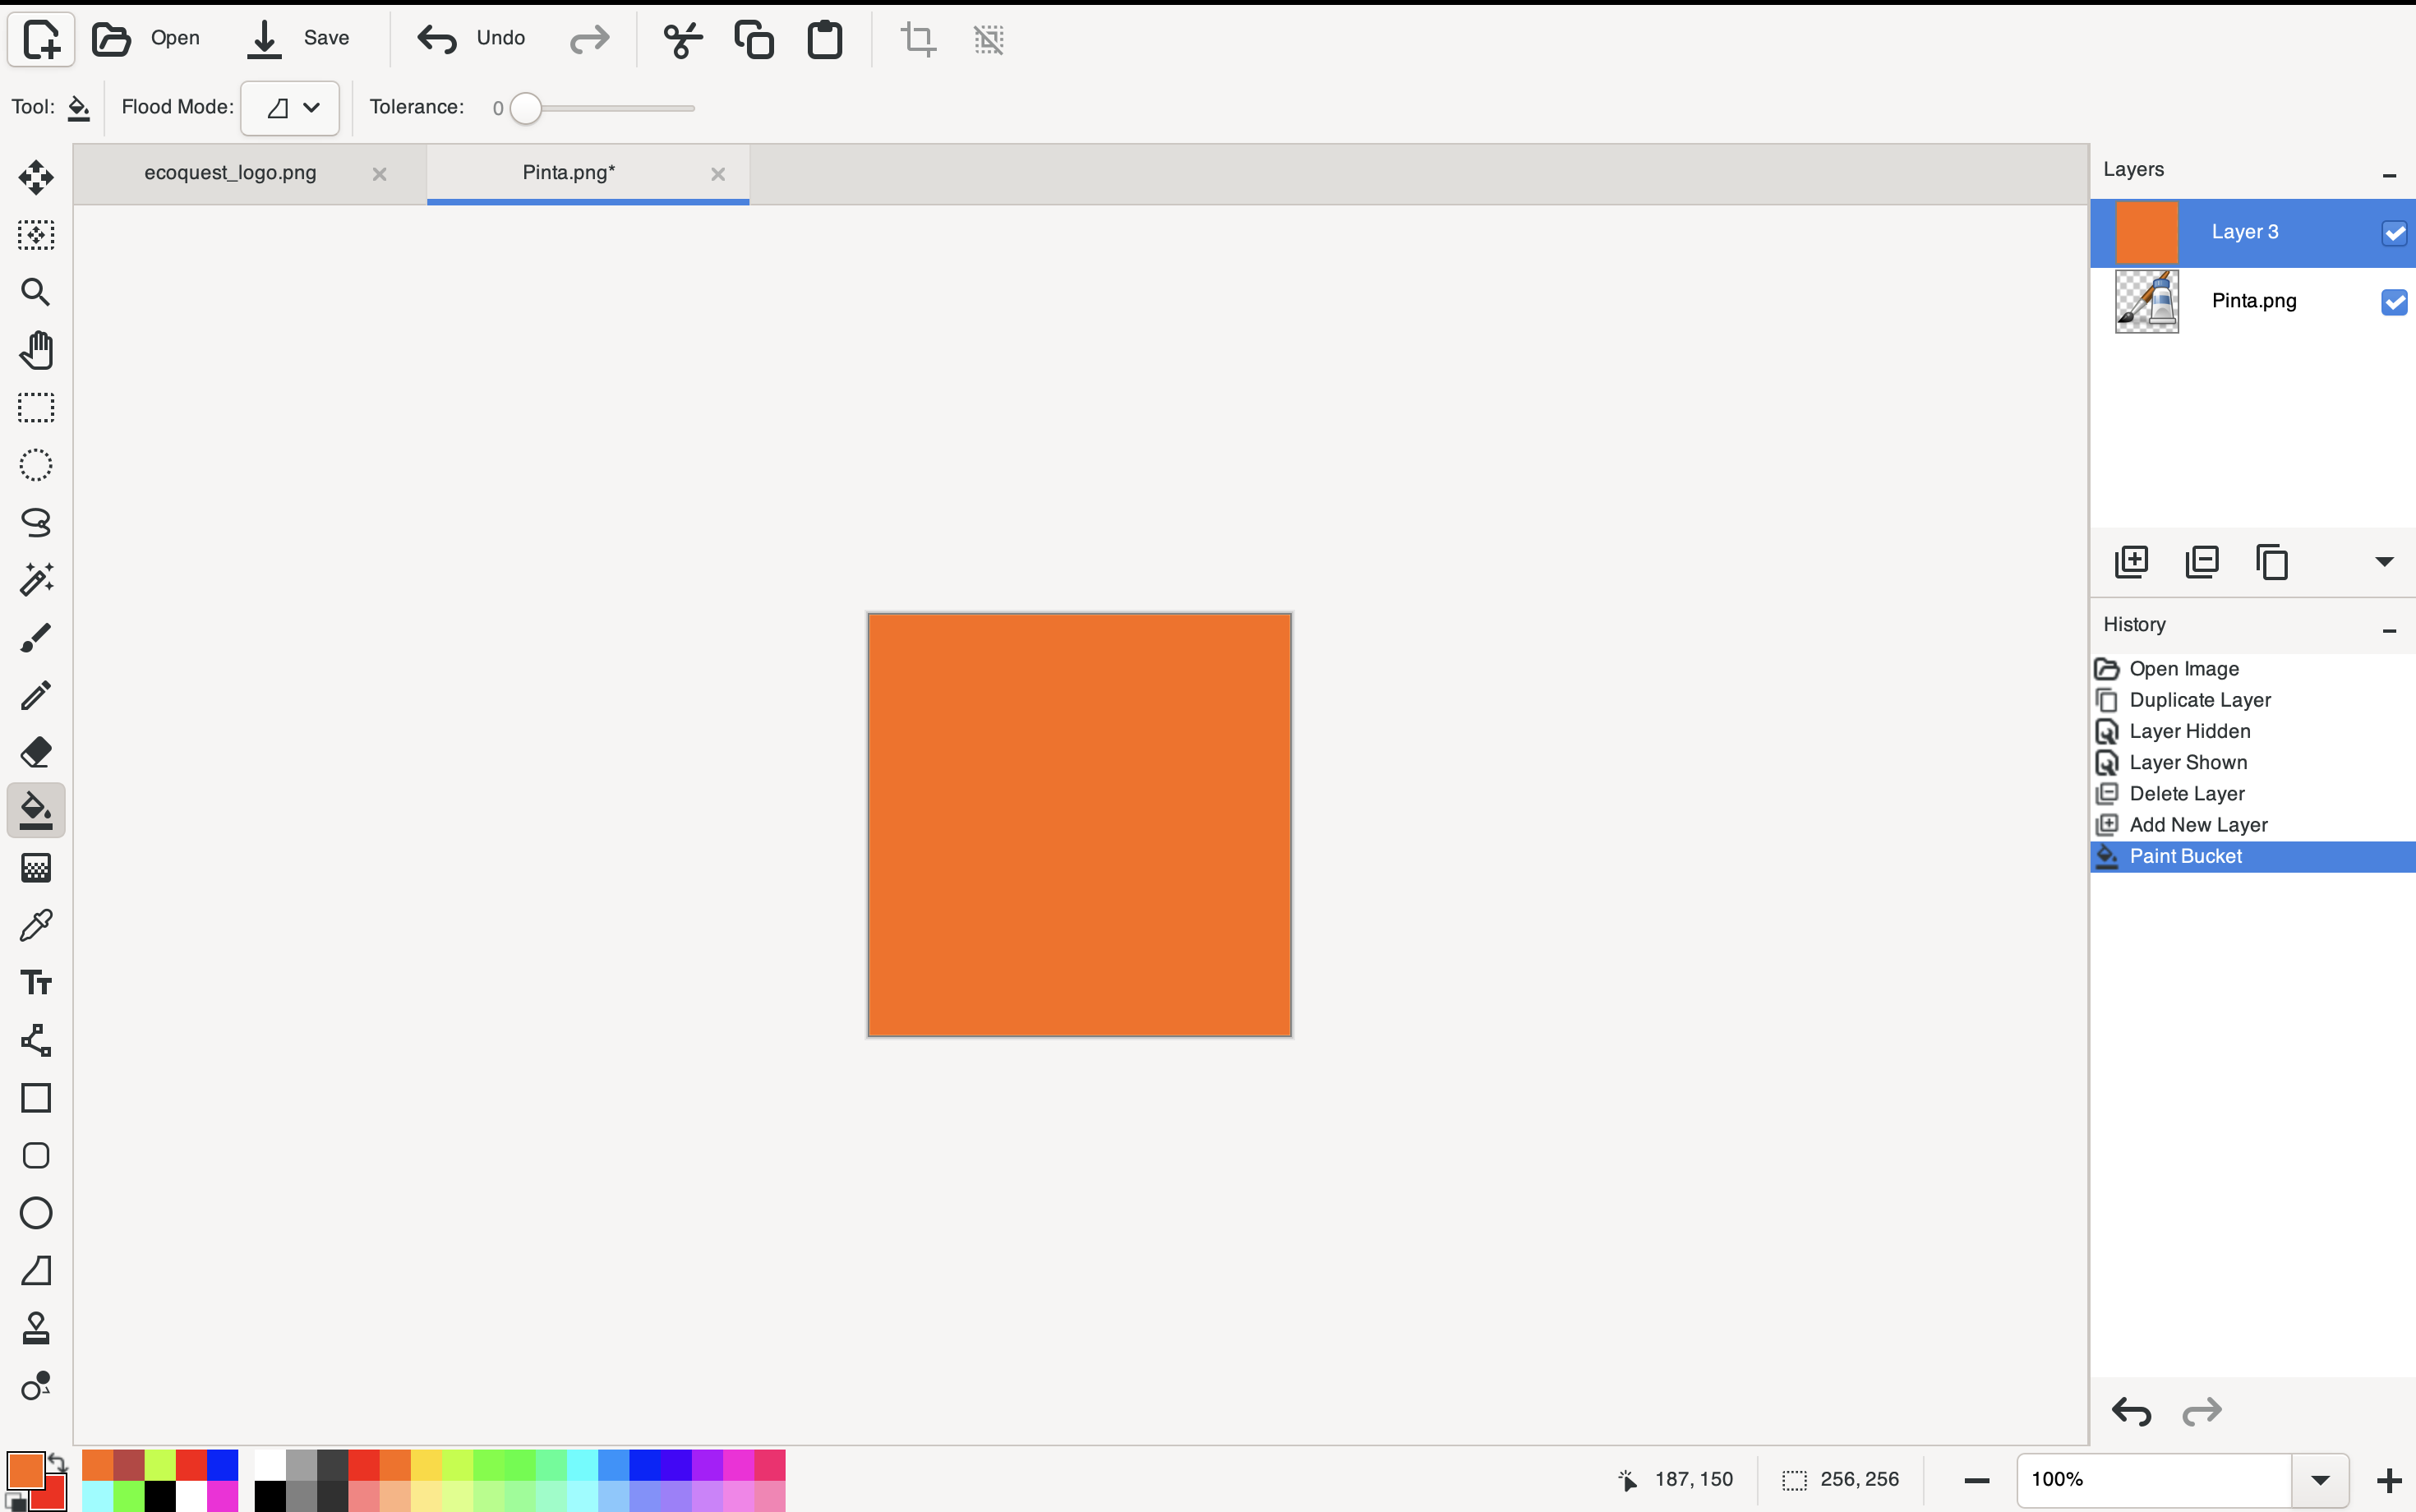 Open
Save
Undo
Tool:
Flood Mode:
Tolerance:
0
ecoquest_logo.png
Pinta.png*
Layers
Layer 3
Pinta.png
History
Open Image
Duplicate Layer
Layer Hidden
Layer Shown
Delete Layer
Add New Layer
Paint Bucket
187, 150
256, 256
100%